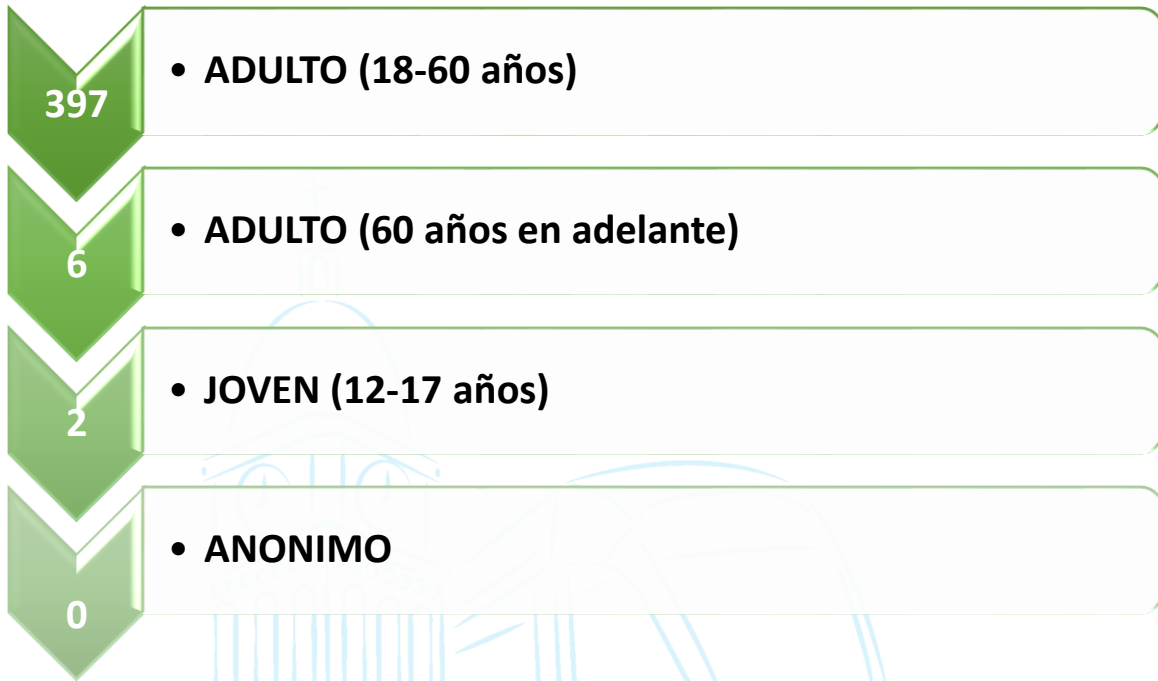 397
• ADULTO (18-60 años)
6
• ADULTO (60 años en adelante)
2
• JOVEN (12-17 años)
0
• ANONIMO